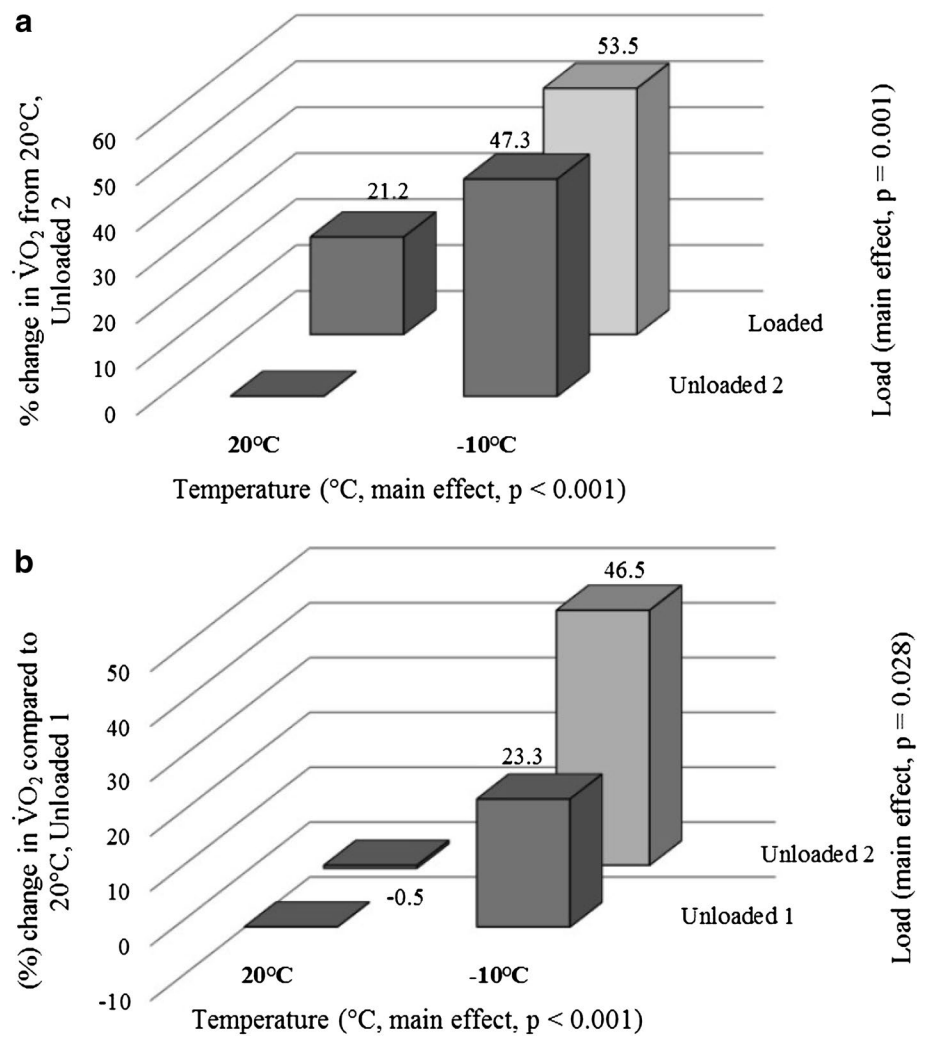 a
53.5
47.3
21.2
60
50
40
30
20
10
0
% change in V̇O₂ from 20°C,
Unloaded 2
Loaded
Unloaded 2
Load (main effect, p = 0.001)
20°C
-10°C
Temperature (°C, main effect, p < 0.001)
b
46.5
23.3
-0.5
50
40
30
20
10
0
-10
(%) change in V̇O₂ compared to
20°C, Unloaded 1
Unloaded 2
Unloaded 1
Load (main effect, p = 0.028)
20°C
-10°C
Temperature (°C, main effect, p < 0.001)